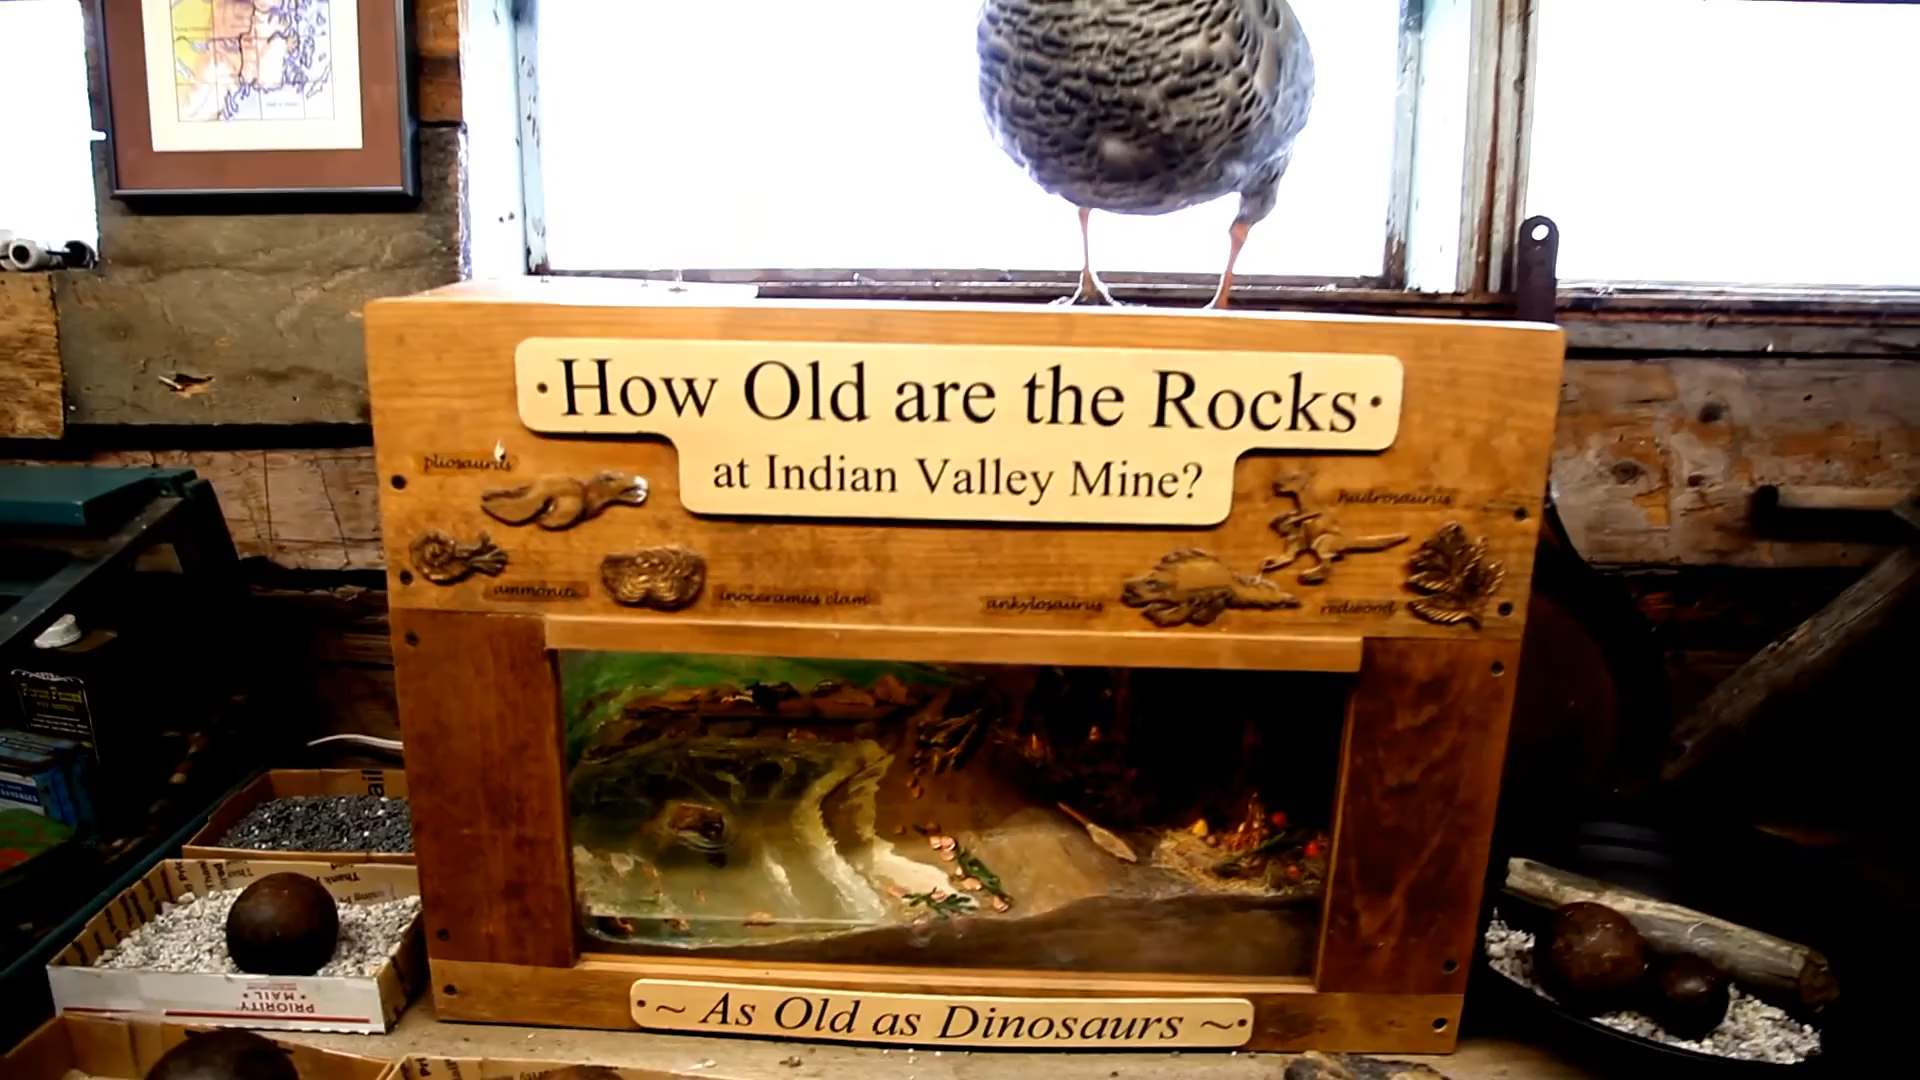 ·How Old are the Rocks·
at Indian Valley Mine?
pliosaurus
hadrosaurus
ammonite
inoceramus clam
ankylosaurus
redwood
PRIORITY
MAIL
~ As Old as Dinosaurs ~